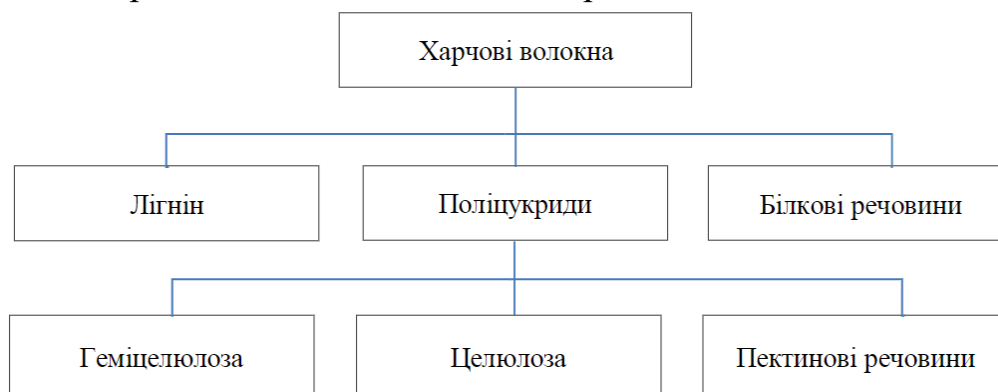 Харчові волокна
Лігнін
Поліцукриди
Білкові речовини
Геміцелюлоза
Целюлоза
Пектинові речовини